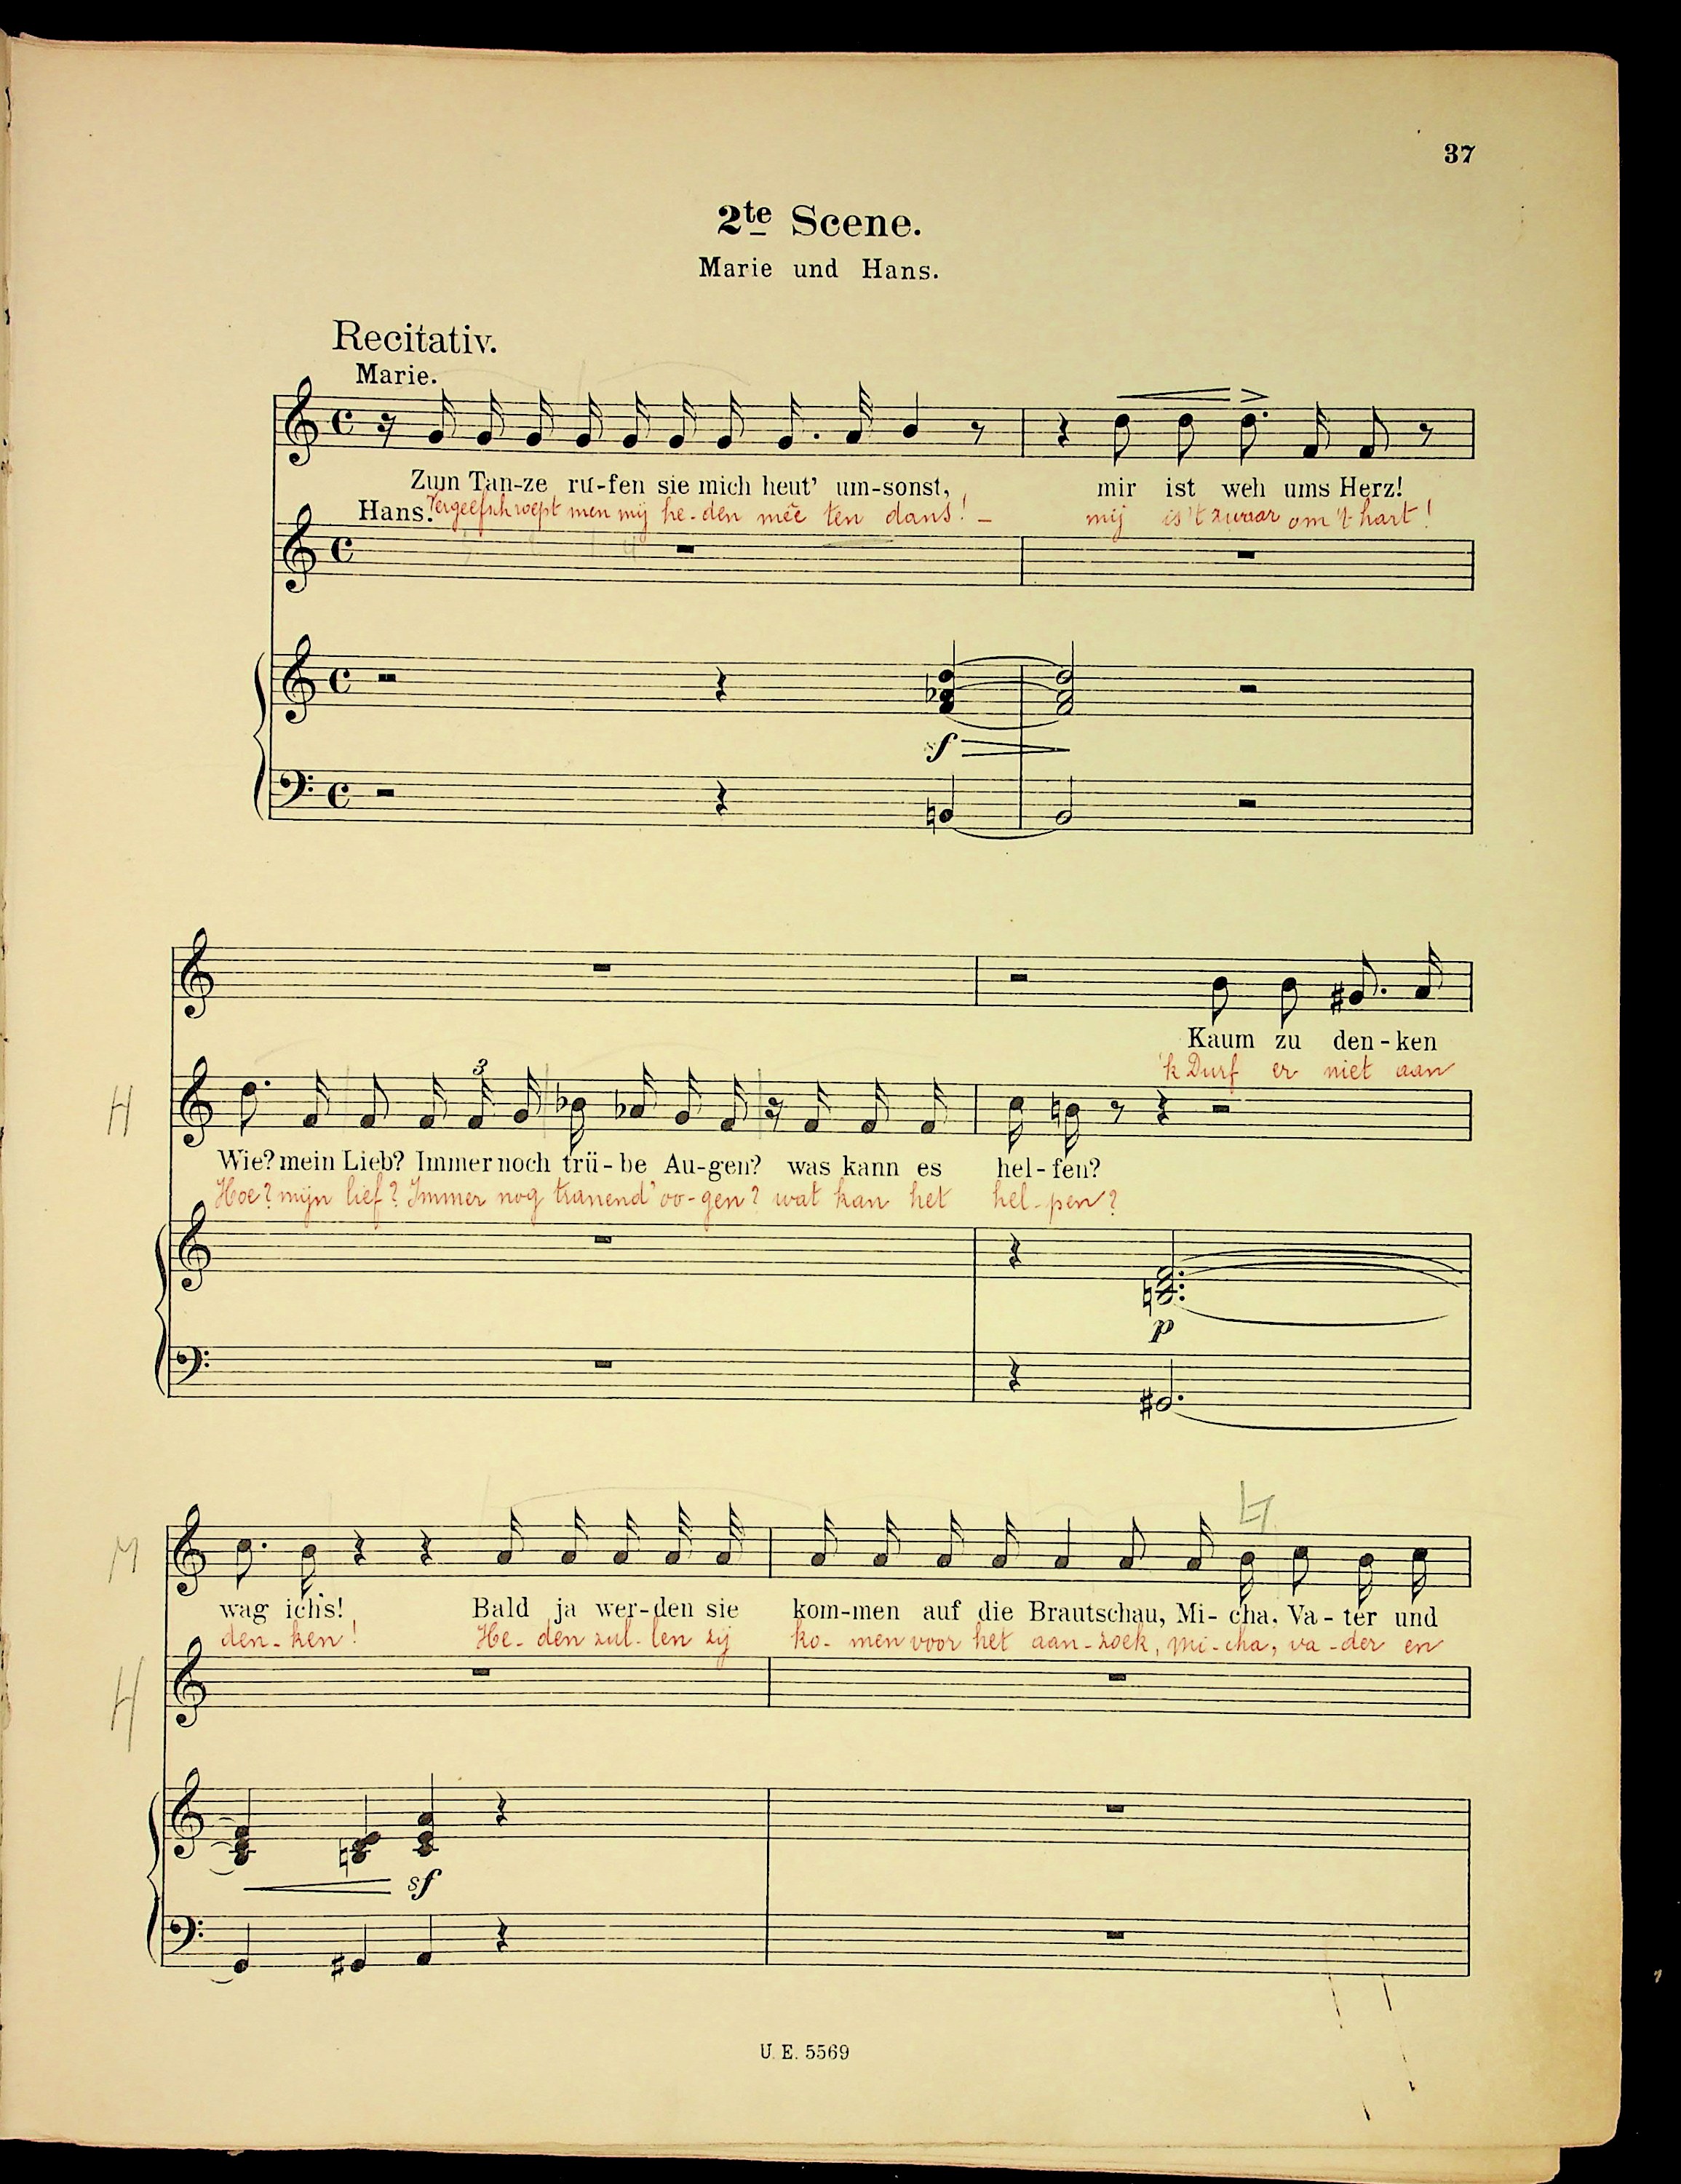 37
2te Scene.
Marie und Hans.
Recitativ.
Marie.
Zum Tan-ze ru-fen sie mich heut' um-sonst, mir ist weh ums Herz!
Hans.
men mij he-den meê ten dans! – mij is 't zwaar om 't hart!
sf
Kaum zu den-ken
'k Durf er niet aan
3
H
Wie? mein Lieb? Immer noch trü-be Au-gen? was kann es hel-fen?
Hoe? mijn lief? Immer nog tranend' oo-gen? wat kan het hel-pen?
p
M
wag ich's! Bald ja wer-den sie kom-men auf die Brautschau, Mi-cha, Va-ter und
den-ken! He-den zul-len zij ko-men voor het aan-zoek, Mi-cha, va-der en
H
sf
U. E. 5569